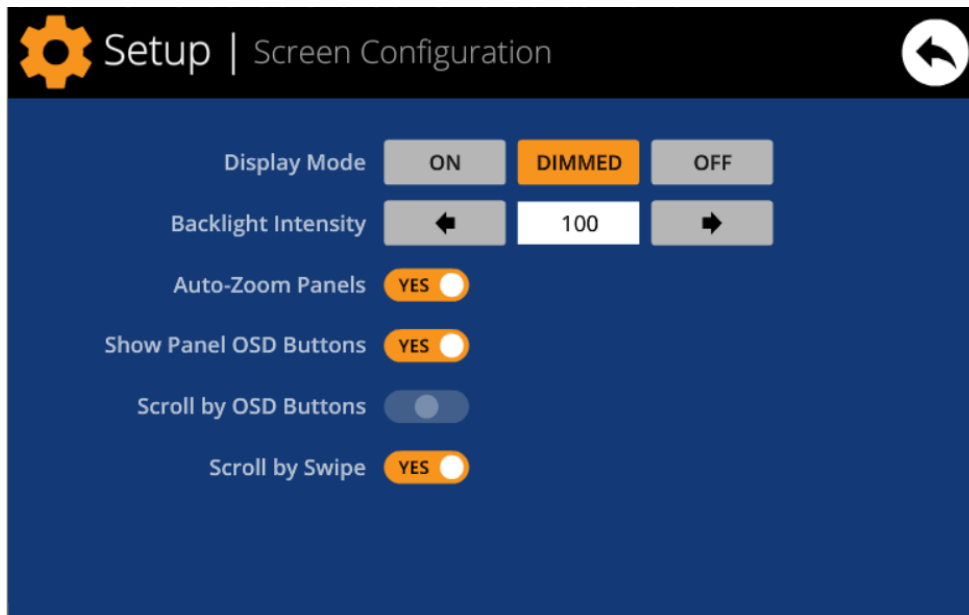 Setup | Screen Configuration
Display Mode ON DIMMED OFF
Backlight Intensity 100
Auto-Zoom Panels YES
Show Panel OSD Buttons YES
Scroll by OSD Buttons
Scroll by Swipe YES